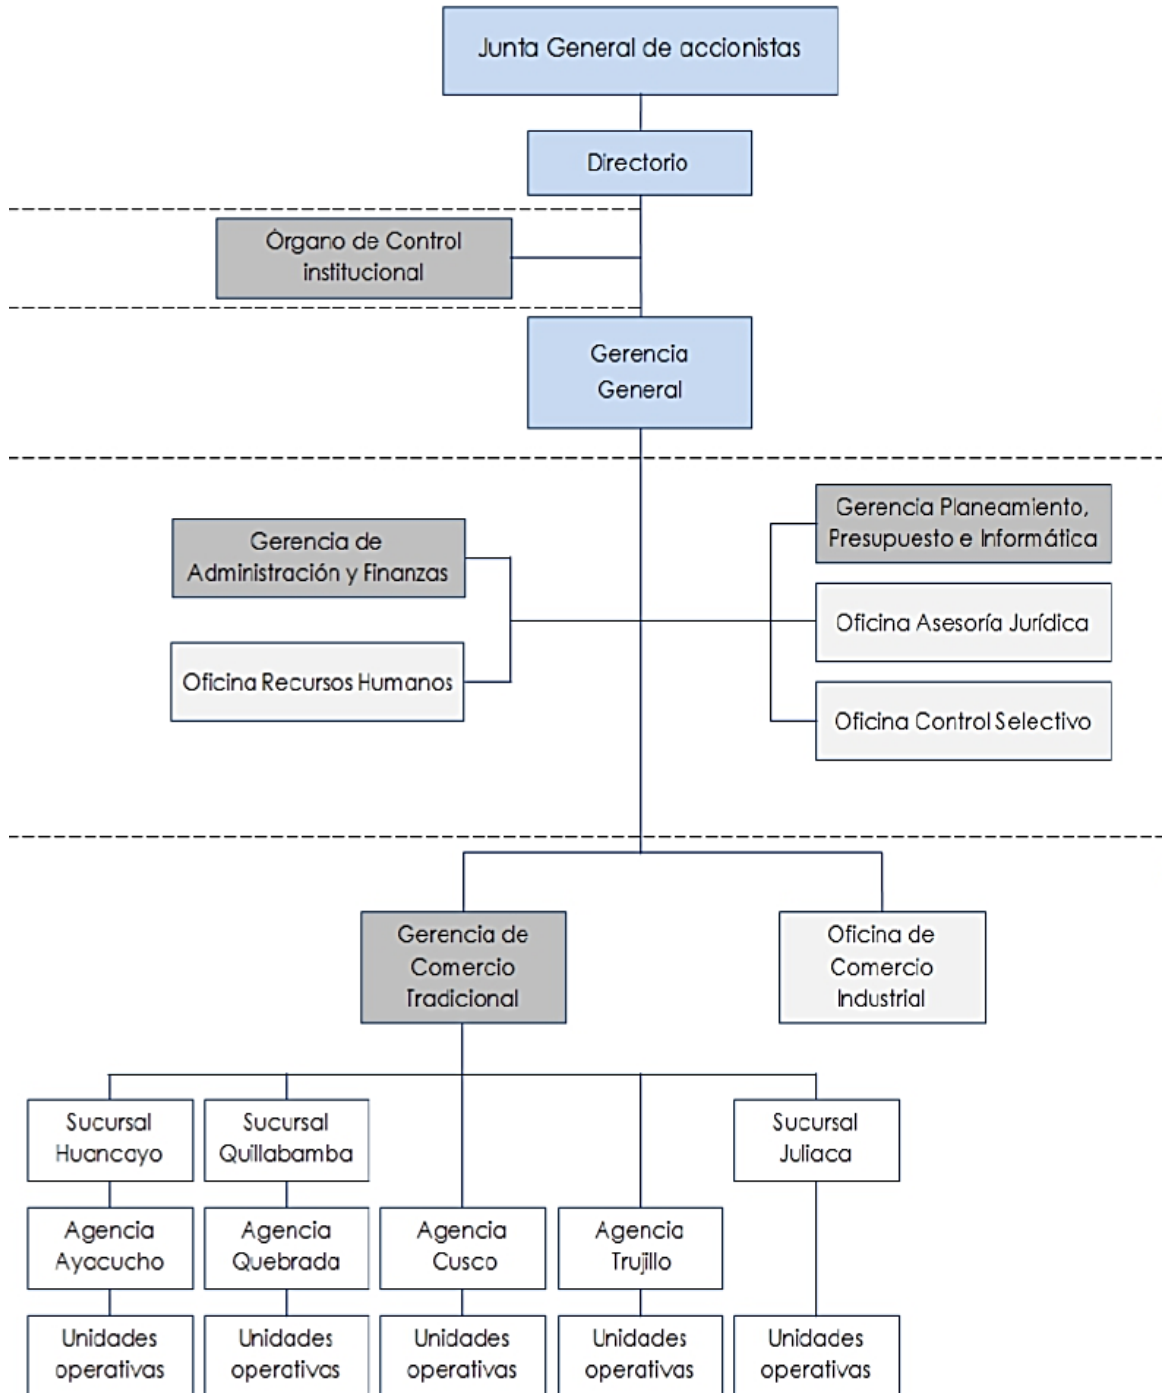 Junta General de accionistas
Directorio
Órgano de Control
institucional
Gerencia
General
Gerencia de
Administración y Finanzas
Oficina Recursos Humanos
Gerencia Planeamiento,
Presupuesto e Informática
Oficina Asesoría Jurídica
Oficina Control Selectivo
Gerencia de
Comercio
Tradicional
Oficina de
Comercio
Industrial
Sucursal
Huancayo
Sucursal
Quillabamba
Sucursal
Juliaca
Agencia
Ayacucho
Agencia
Quebrada
Agencia
Cusco
Agencia
Trujillo
Unidades
operativas
Unidades
operativas
Unidades
operativas
Unidades
operativas
Unidades
operativas